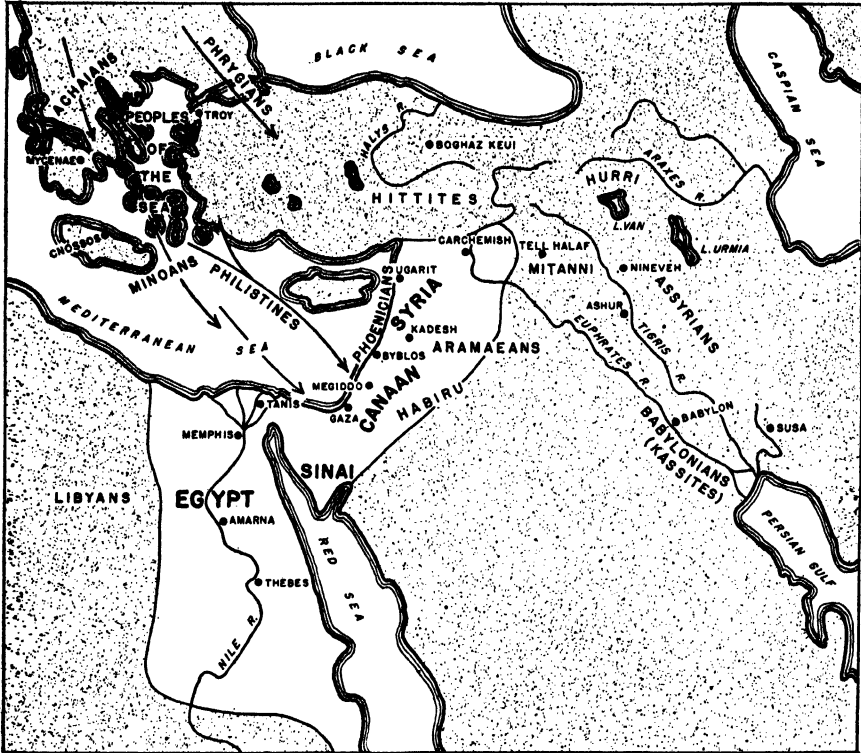 BLACK SEA
CASPIAN SEA
ACHAIANS
PHRYGIANS
PEOPLES
OF
THE
SEA
TROY
MYCENAE
BOGHAZ KEUI
HALYS R.
HITTITES
HURRI
ARAXES R.
L.VAN
L.URMIA
CNOSSOS
MINOANS
PHILISTINES
MEDITERRANEAN SEA
CARCHEMISH
TELL HALAF
MITANNI
NINEVEH
ASSYRIANS
ASHUR
UGARIT
PHOENICIANS
SYRIA
KADESH
BYBLOS
ARAMAEANS
EUPHRATES R.
TIGRIS R.
MEGIDDO
CANAAN
HABIRU
GAZA
TANIS
MEMPHIS
BABYLON
BABYLONIANS
(KASSITES)
SUSA
SINAI
LIBYANS
EGYPT
AMARNA
RED SEA
PERSIAN GULF
THEBES
NILE R.